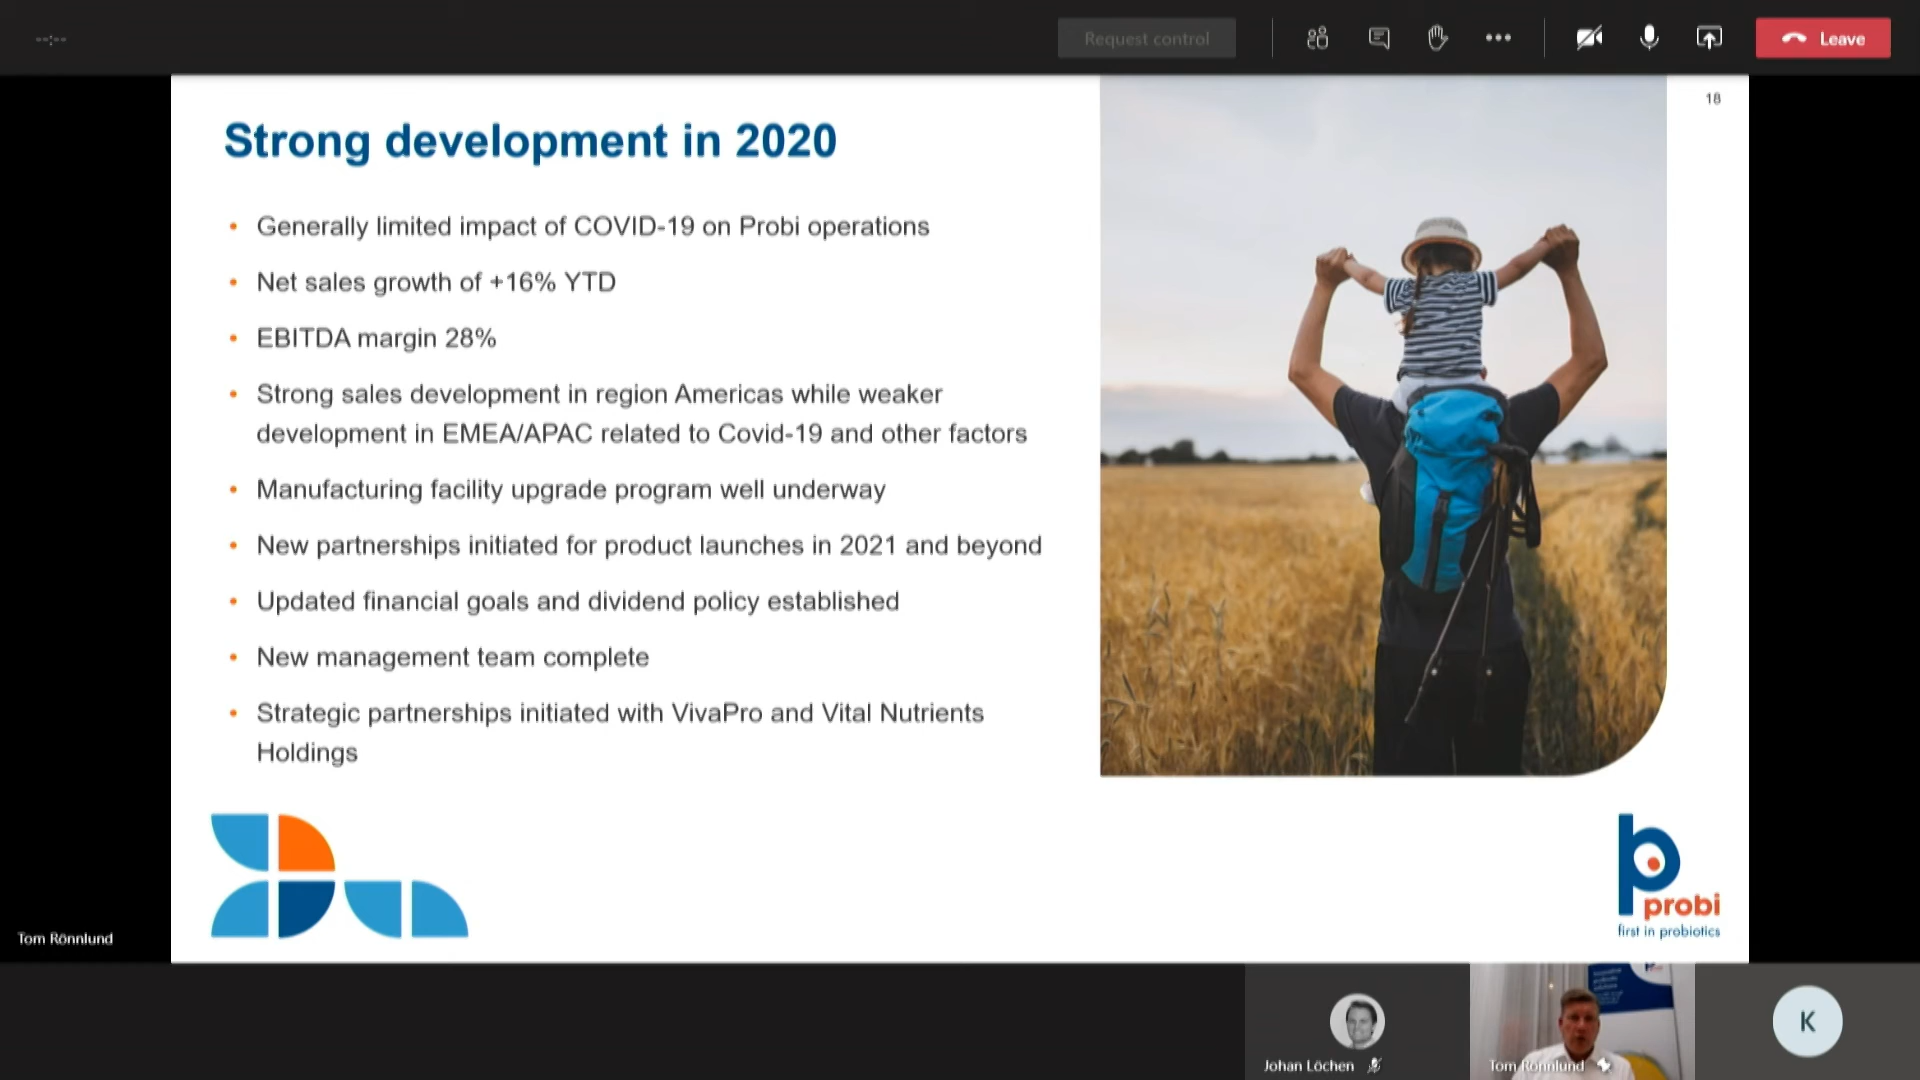 --:--
Request control
Leave
18
Strong development in 2020
• Generally limited impact of COVID-19 on Probi operations
• Net sales growth of +16% YTD
• EBITDA margin 28%
• Strong sales development in region Americas while weaker
development in EMEA/APAC related to Covid-19 and other factors
• Manufacturing facility upgrade program well underway
• New partnerships initiated for product launches in 2021 and beyond
• Updated financial goals and dividend policy established
• New management team complete
• Strategic partnerships initiated with VivaPro and Vital Nutrients
Holdings
probi
first in probiotics
Tom Rönnlund
Johan Löchen
Tom Rönnlund
K